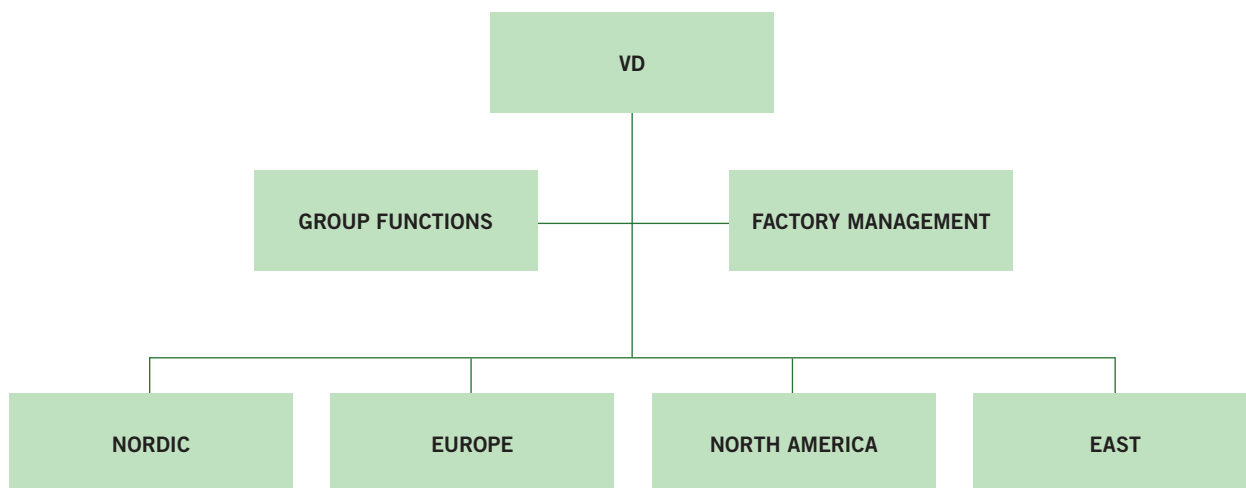 VD
GROUP FUNCTIONS
FACTORY MANAGEMENT
NORDIC
EUROPE
NORTH AMERICA
EAST